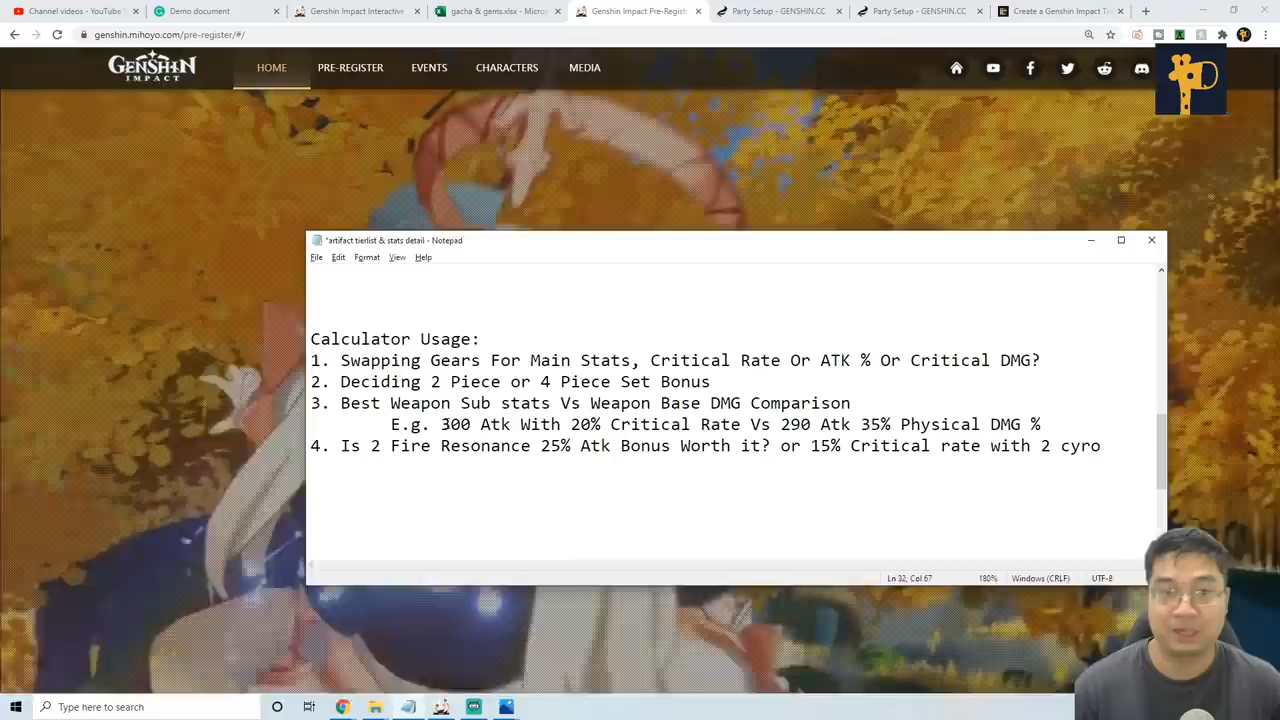 Channel videos - YouTube
Demo document
Genshin Impact Interactive
gacha & gems.xlsx - Micros
Genshin Impact Pre-Regist
Party Setup - GENSHIN.CC
Party Setup - GENSHIN.CC
Create a Genshin Impact Ti
genshin.mihoyo.com/pre-register/#/
GENSHIN
IMPACT
HOME
PRE-REGISTER
EVENTS
CHARACTERS
MEDIA
*artifact tierlist & stats detail - Notepad
File Edit Format View Help
Calculator Usage:
1. Swapping Gears For Main Stats, Critical Rate Or ATK % Or Critical DMG?
2. Deciding 2 Piece or 4 Piece Set Bonus
3. Best Weapon Sub stats Vs Weapon Base DMG Comparison
E.g. 300 Atk With 20% Critical Rate Vs 290 Atk 35% Physical DMG %
4. Is 2 Fire Resonance 25% Atk Bonus Worth it? or 15% Critical rate with 2 cyro
Ln 32, Col 67
180%
Windows (CRLF)
UTF-8
Type here to search